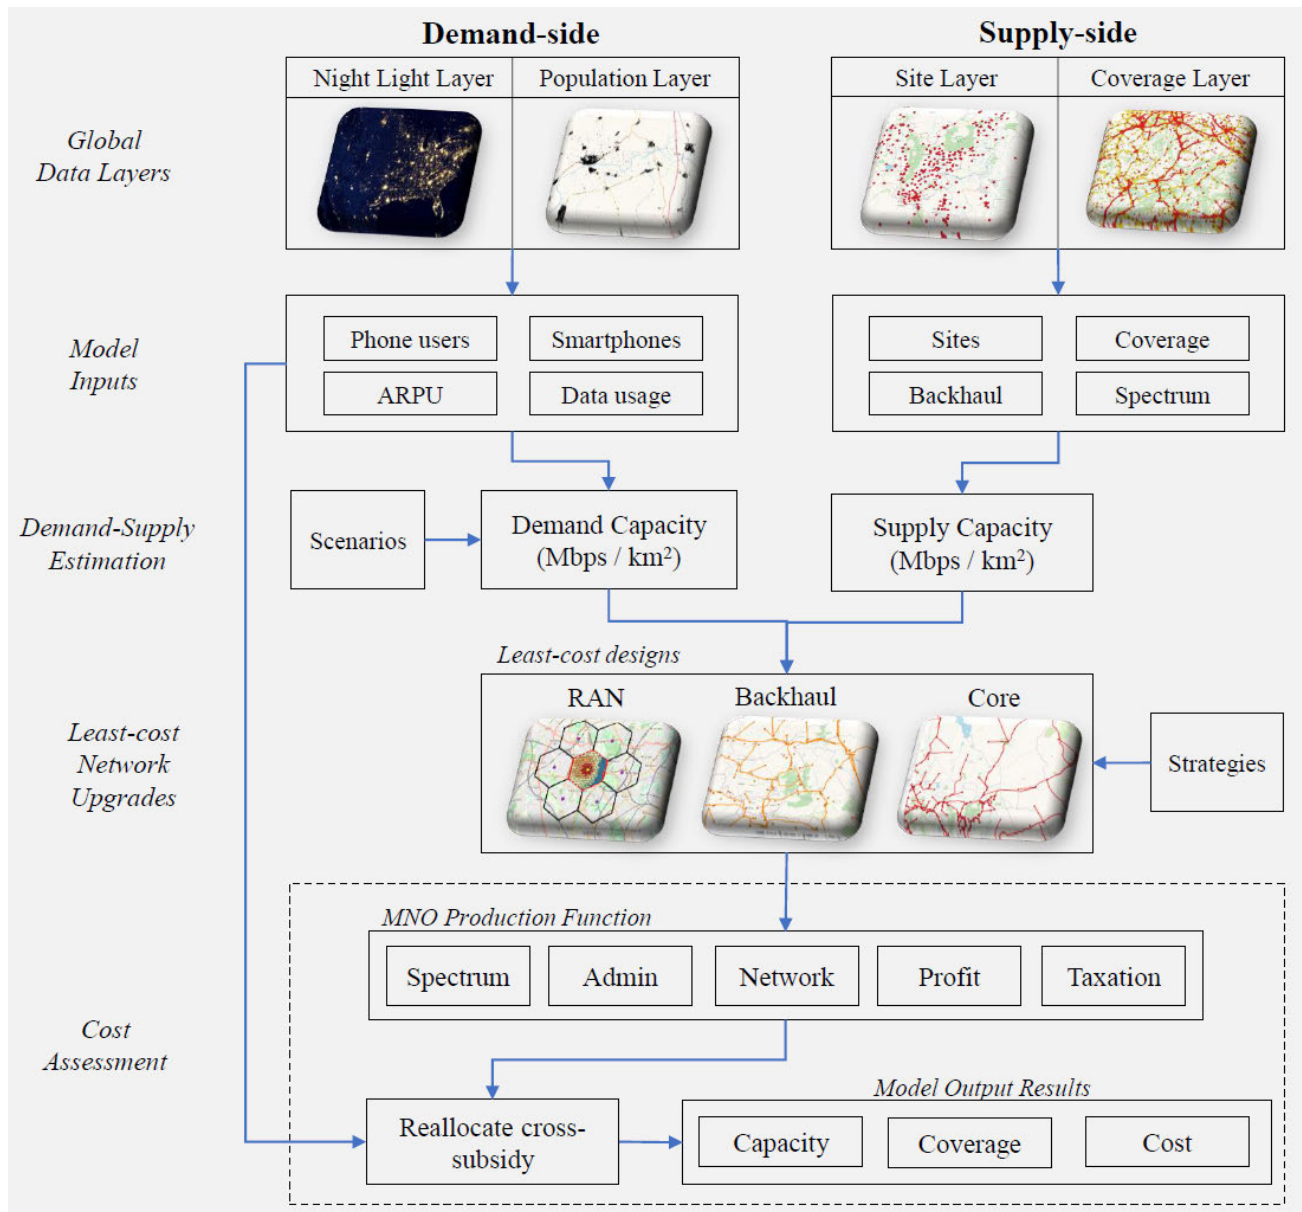 Demand-side
Supply-side
Night Light Layer
Population Layer
Site Layer
Coverage Layer
Global
Data Layers
Model
Inputs
Phone users
Smartphones
ARPU
Data usage
Sites
Coverage
Backhaul
Spectrum
Demand-Supply
Estimation
Scenarios
Demand Capacity
(Mbps / km²)
Supply Capacity
(Mbps / km²)
Least-cost designs
Least-cost
Network
Upgrades
RAN
Backhaul
Core
Strategies
MNO Production Function
Spectrum
Admin
Network
Profit
Taxation
Cost
Assessment
Reallocate cross-
subsidy
Model Output Results
Capacity
Coverage
Cost